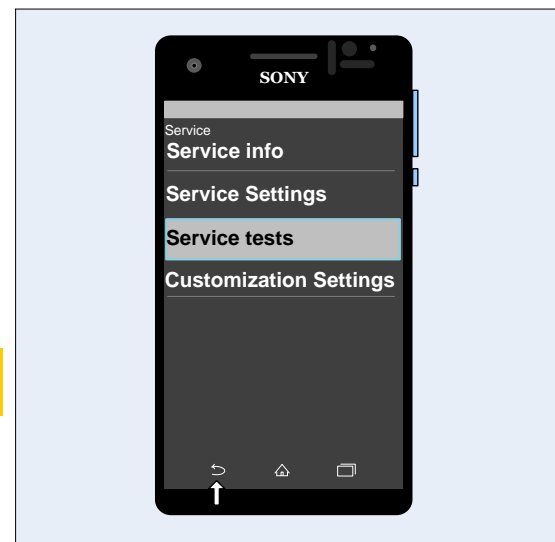 SONY
Service
Service info
Service Settings
Service tests
Customization Settings